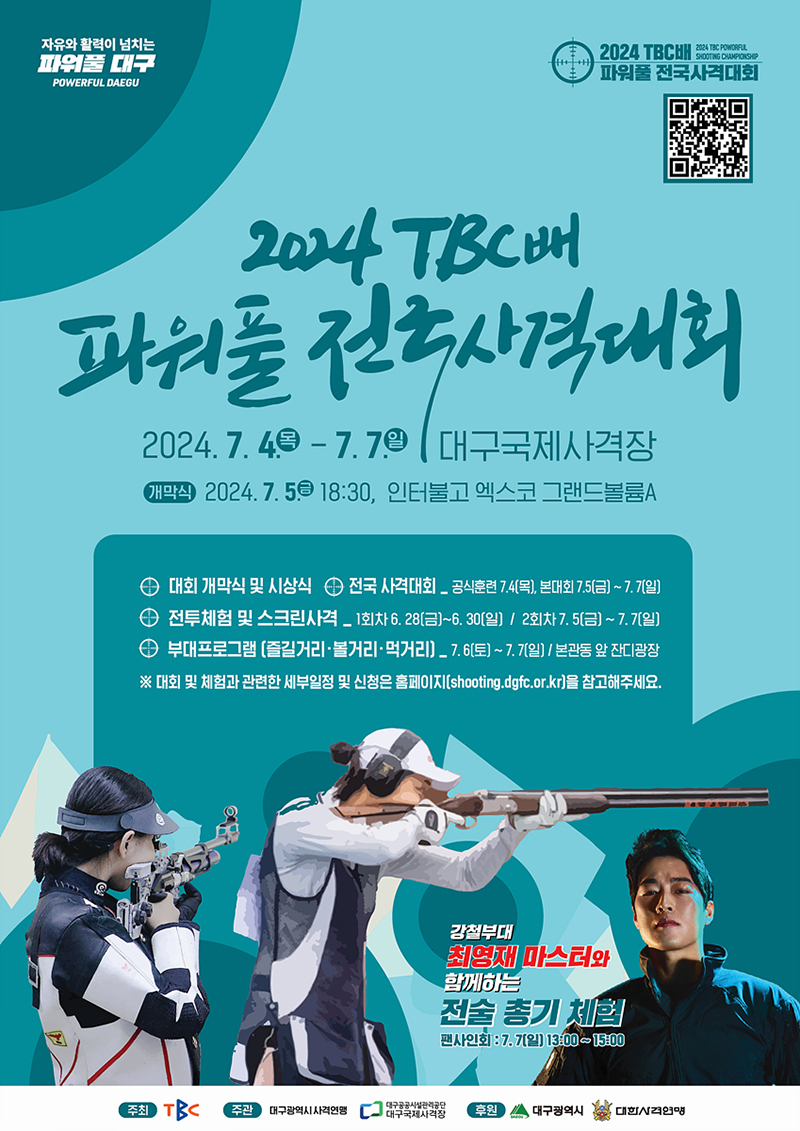 자유와 활력이 넘치는
파워풀 대구
POWERFUL DAEGU
2024 TBC배 2024 TBC POWERFUL
SHOOTING CHAMPIONSHIP
파워풀 전국사격대회
2024 TBC배
파워풀 전국사격대회
2024. 7. 4.목 – 7. 7.일 대구국제사격장
개막식 2024. 7. 5.금 18:30, 인터불고 엑스코 그랜드볼륨A
대회 개막식 및 시상식 전국 사격대회 _ 공식훈련 7.4(목), 본대회 7.5(금) ~ 7. 7(일)
전투체험 및 스크린사격 _ 1회차 6. 28(금)~6. 30(일) / 2회차 7. 5(금) ~ 7. 7(일)
부대프로그램 (즐길거리·볼거리·먹거리) _ 7. 6(토) ~ 7. 7(일) / 본관동 앞 잔디광장
※ 대회 및 체험과 관련한 세부일정 및 신청은 홈페이지(shooting.dgfc.or.kr)을 참고해주세요.
강철부대
최영재 마스터와
함께하는
전술 총기 체험
팬사인회 : 7. 7(일) 13:00 ~ 15:00
주최 TBC 주관 대구광역시사격연맹 대구공공시설관리공단 대구국제사격장 후원 DAEGU 대구광역시 대한사격연맹